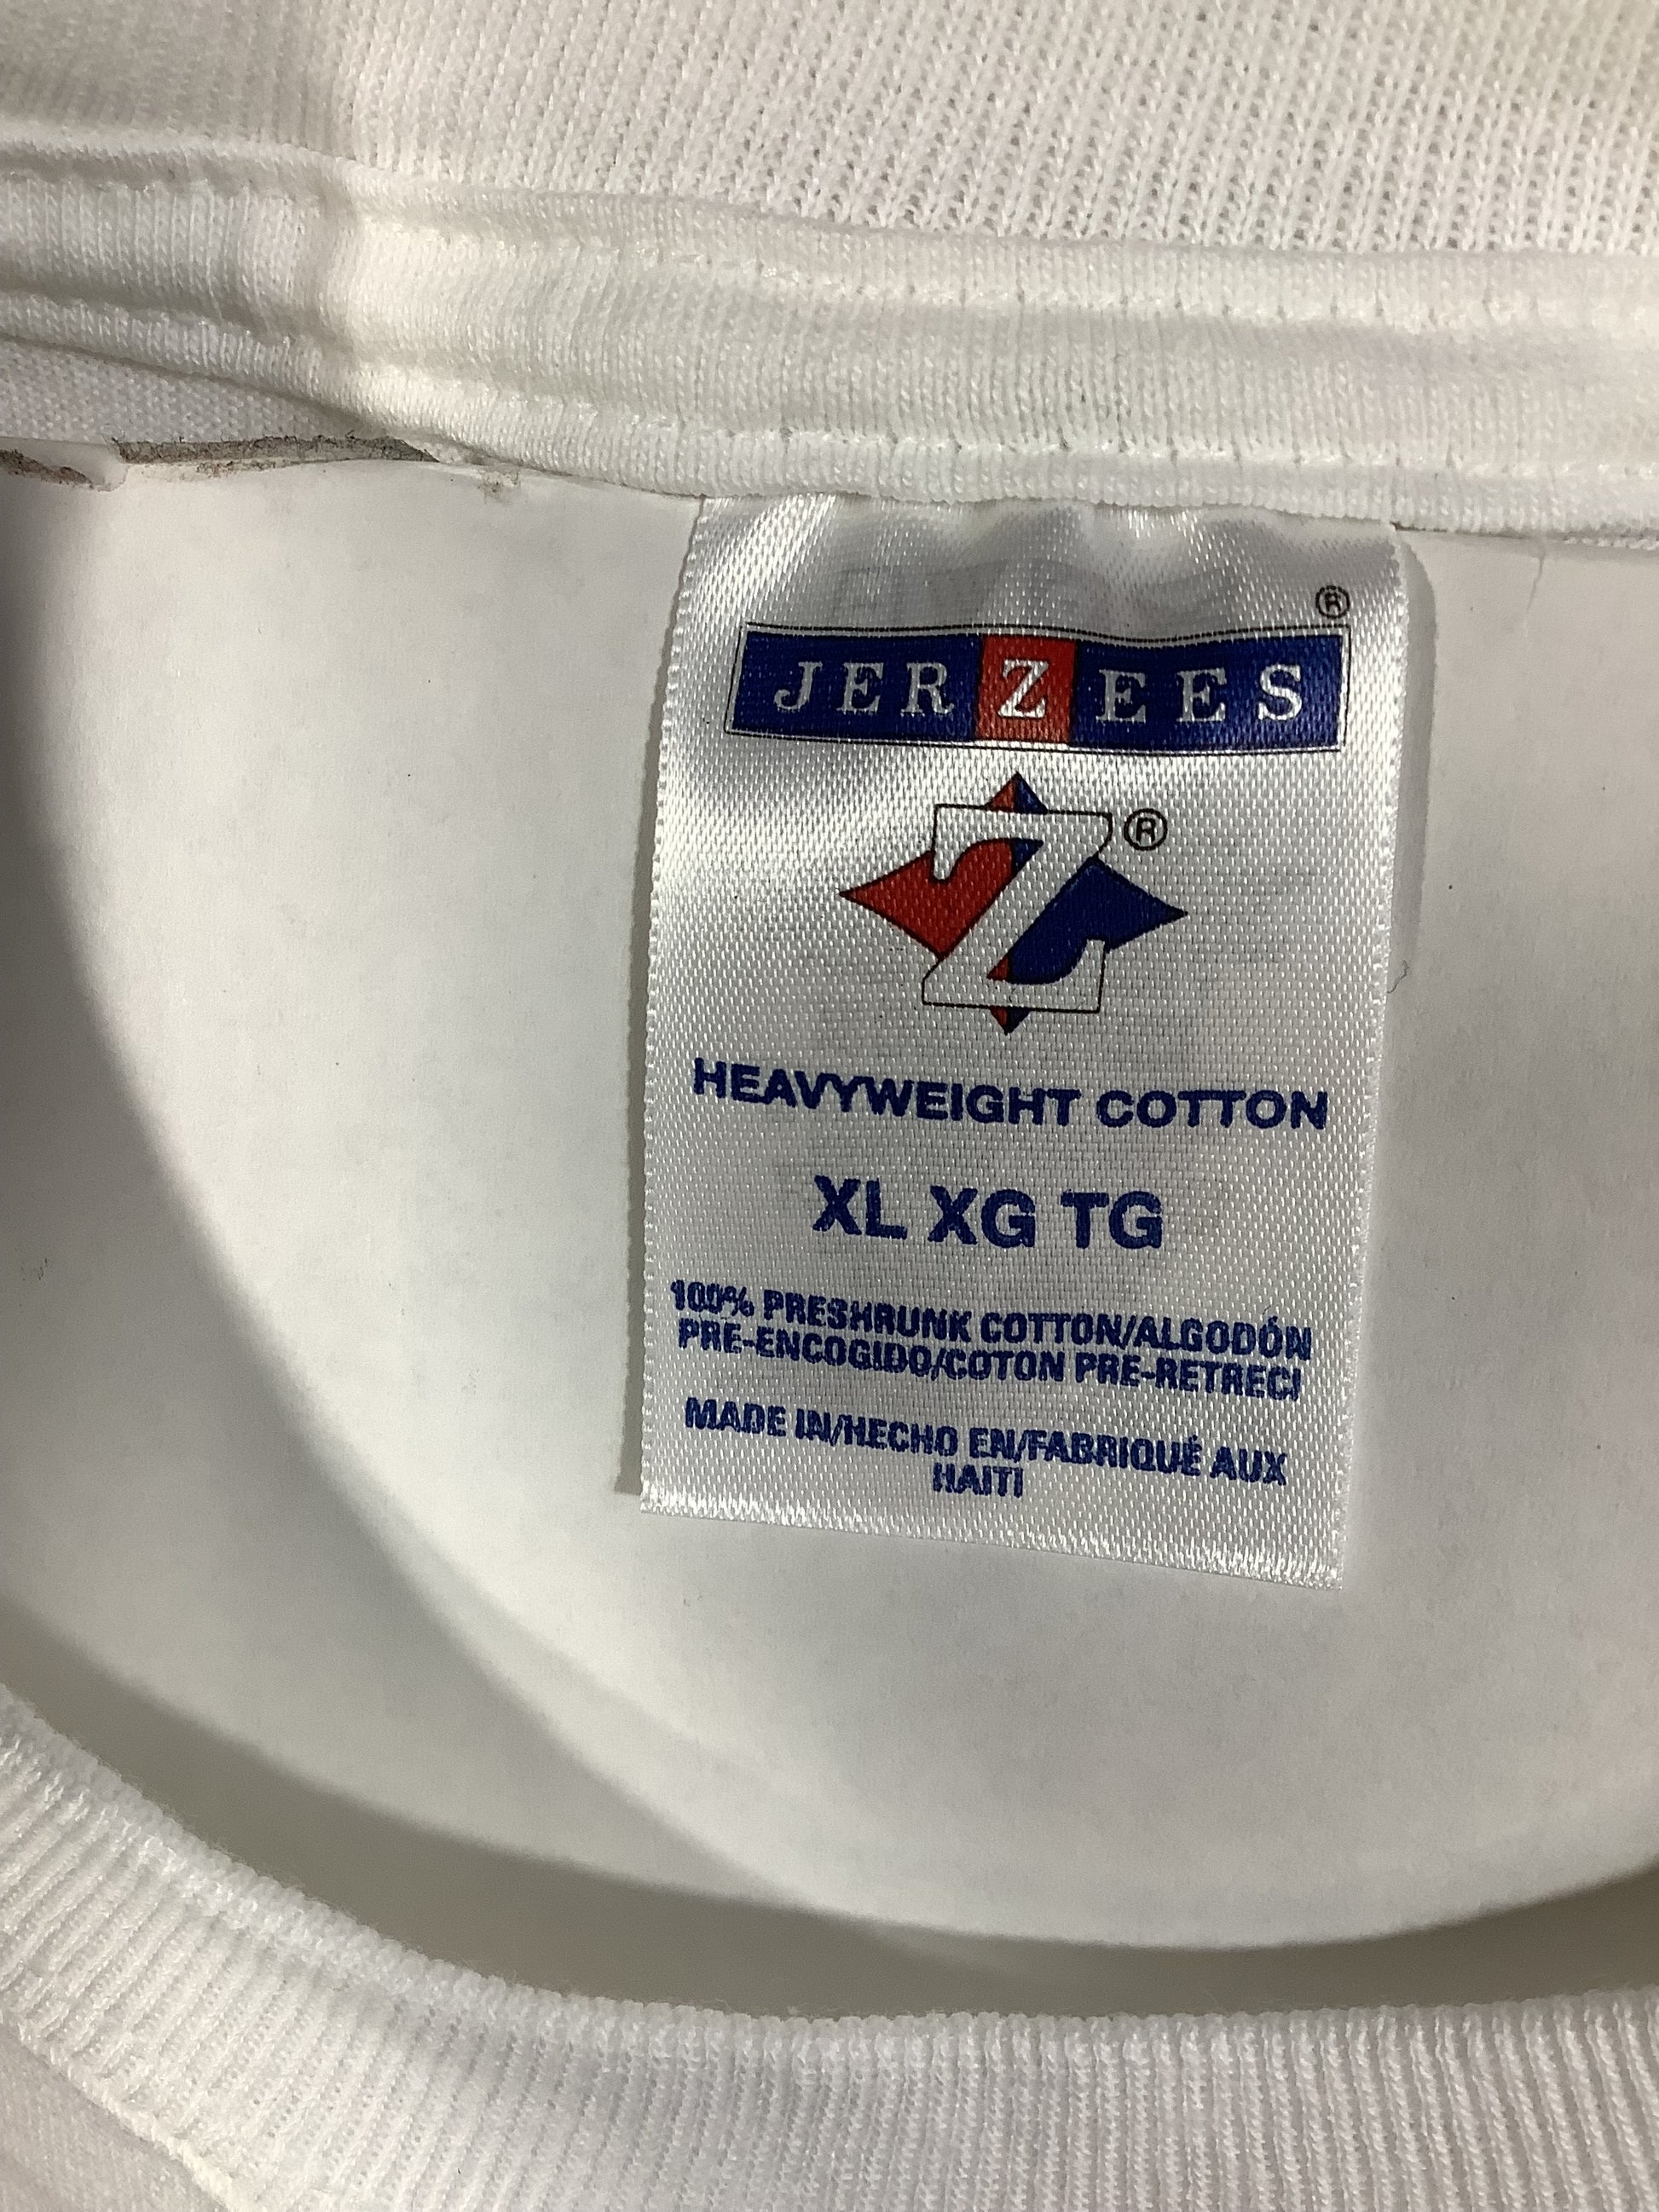 ®
JERZEES
Z®
HEAVYWEIGHT COTTON
XL XG TG
100% PRESHRUNK COTTON/ALGODÓN
PRE-ENCOGIDO/COTON PRE-RETRECI
MADE IN/HECHO EN/FABRIQUÉ AUX
HAITI